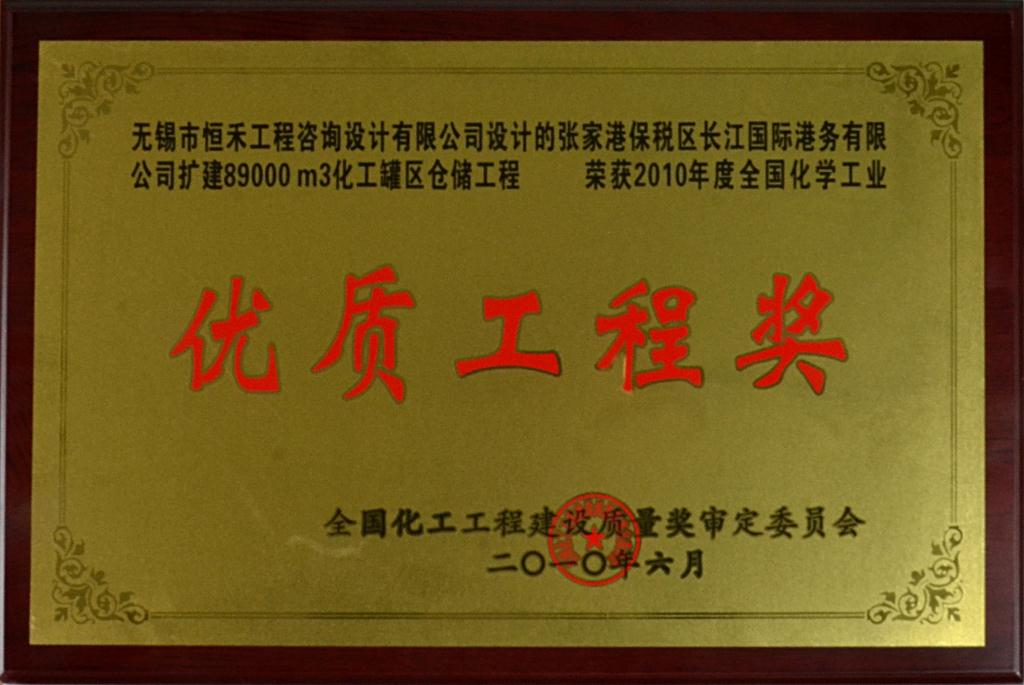 无锡市恒禾工程咨询设计有限公司设计的张家港保税区长江国际港务有限
公司扩建89000 m3化工罐区仓储工程 荣获2010年度全国化学工业
优质工程奖
全国化工工程建设质量奖审定委员会
二〇一〇年六月